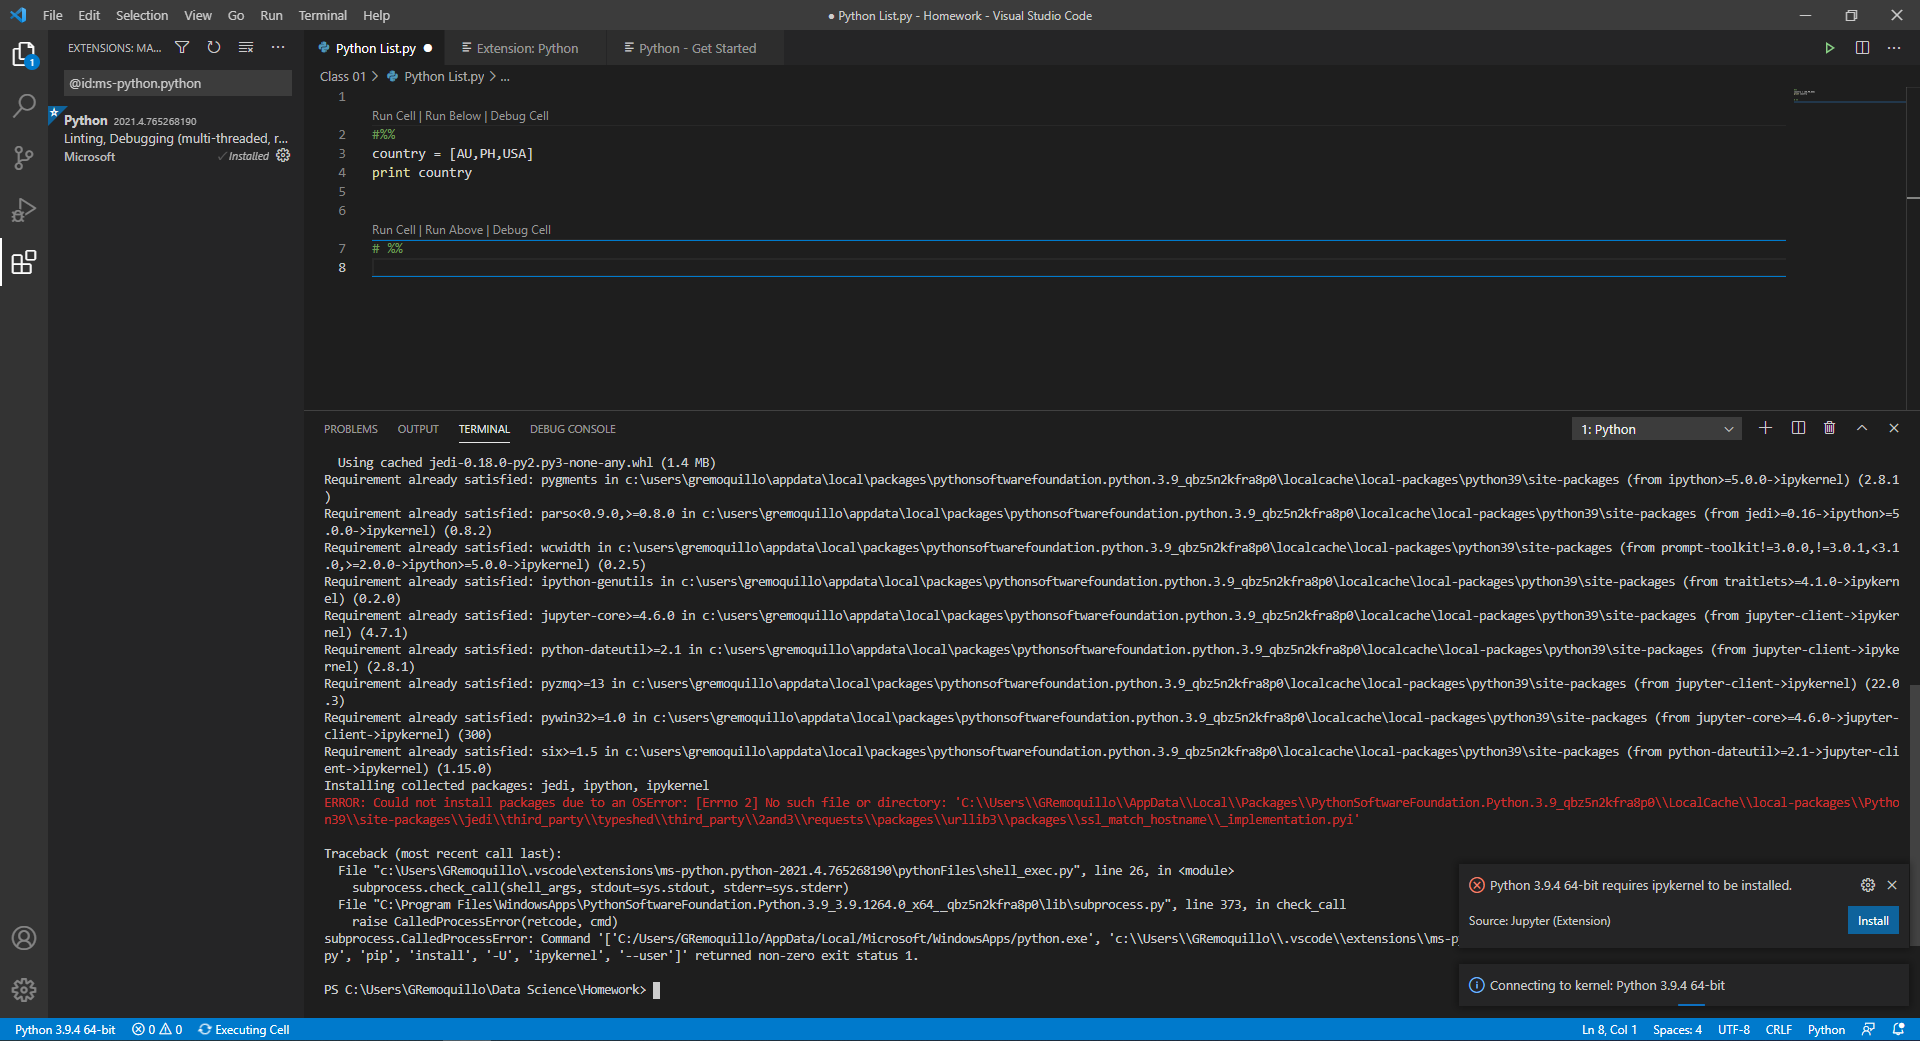 File Edit Selection View Go Run Terminal Help
● Python List.py - Homework - Visual Studio Code
EXTENSIONS: MA...
@id:ms-python.python
Python 2021.4.765268190
Linting, Debugging (multi-threaded, r...
Microsoft
✓ Installed
1
Python List.py ●
Extension: Python
Python - Get Started
Class 01 > Python List.py > ...
1
Run Cell | Run Below | Debug Cell
2 #%%
3 country = [AU,PH,USA]
4 print country
5
6
Run Cell | Run Above | Debug Cell
7 # %%
8
PROBLEMS OUTPUT TERMINAL DEBUG CONSOLE
1: Python
Using cached jedi-0.18.0-py2.py3-none-any.whl (1.4 MB)
Requirement already satisfied: pygments in c:\users\gremoquillo\appdata\local\packages\pythonsoftwarefoundation.python.3.9_qbz5n2kfra8p0\localcache\local-packages\python39\site-packages (from ipython>=5.0.0->ipykernel) (2.8.1
)
Requirement already satisfied: parso<0.9.0,>=0.8.0 in c:\users\gremoquillo\appdata\local\packages\pythonsoftwarefoundation.python.3.9_qbz5n2kfra8p0\localcache\local-packages\python39\site-packages (from jedi>=0.16->ipython>=5
.0.0->ipykernel) (0.8.2)
Requirement already satisfied: wcwidth in c:\users\gremoquillo\appdata\local\packages\pythonsoftwarefoundation.python.3.9_qbz5n2kfra8p0\localcache\local-packages\python39\site-packages (from prompt-toolkit!=3.0.0,!=3.0.1,<3.1
.0,>=2.0.0->ipython>=5.0.0->ipykernel) (0.2.5)
Requirement already satisfied: ipython-genutils in c:\users\gremoquillo\appdata\local\packages\pythonsoftwarefoundation.python.3.9_qbz5n2kfra8p0\localcache\local-packages\python39\site-packages (from traitlets>=4.1.0->ipykern
el) (0.2.0)
Requirement already satisfied: jupyter-core>=4.6.0 in c:\users\gremoquillo\appdata\local\packages\pythonsoftwarefoundation.python.3.9_qbz5n2kfra8p0\localcache\local-packages\python39\site-packages (from jupyter-client->ipyker
nel) (4.7.1)
Requirement already satisfied: python-dateutil>=2.1 in c:\users\gremoquillo\appdata\local\packages\pythonsoftwarefoundation.python.3.9_qbz5n2kfra8p0\localcache\local-packages\python39\site-packages (from jupyter-client->ipyke
rnel) (2.8.1)
Requirement already satisfied: pyzmq>=13 in c:\users\gremoquillo\appdata\local\packages\pythonsoftwarefoundation.python.3.9_qbz5n2kfra8p0\localcache\local-packages\python39\site-packages (from jupyter-client->ipykernel) (22.0
.3)
Requirement already satisfied: pywin32>=1.0 in c:\users\gremoquillo\appdata\local\packages\pythonsoftwarefoundation.python.3.9_qbz5n2kfra8p0\localcache\local-packages\python39\site-packages (from jupyter-core>=4.6.0->jupyter-
client->ipykernel) (300)
Requirement already satisfied: six>=1.5 in c:\users\gremoquillo\appdata\local\packages\pythonsoftwarefoundation.python.3.9_qbz5n2kfra8p0\localcache\local-packages\python39\site-packages (from python-dateutil>=2.1->jupyter-cli
ent->ipykernel) (1.15.0)
Installing collected packages: jedi, ipython, ipykernel
ERROR: Could not install packages due to an OSError: [Errno 2] No such file or directory: 'C:\\Users\\GRemoquillo\\AppData\\Local\\Packages\\PythonSoftwareFoundation.Python.3.9_qbz5n2kfra8p0\\LocalCache\\local-packages\\Pytho
n39\\site-packages\\jedi\\third_party\\typeshed\\third_party\\2and3\\requests\\packages\\urllib3\\packages\\ssl_match_hostname\\_implementation.pyi'
Traceback (most recent call last):
File "c:\Users\GRemoquillo\.vscode\extensions\ms-python.python-2021.4.765268190\pythonFiles\shell_exec.py", line 26, in <module>
subprocess.check_call(shell_args, stdout=sys.stdout, stderr=sys.stderr)
File "C:\Program Files\WindowsApps\PythonSoftwareFoundation.Python.3.9_3.9.1264.0_x64__qbz5n2kfra8p0\lib\subprocess.py", line 373, in check_call
raise CalledProcessError(retcode, cmd)
subprocess.CalledProcessError: Command '['C:/Users/GRemoquillo/AppData/Local/Microsoft/WindowsApps/python.exe', 'c:\\Users\\GRemoquillo\\.vscode\\extensions\\ms-p
py', 'pip', 'install', '-U', 'ipykernel', '--user']' returned non-zero exit status 1.
PS C:\Users\GRemoquillo\Data Science\Homework>
Python 3.9.4 64-bit requires ipykernel to be installed.
Source: Jupyter (Extension)
Install
Connecting to kernel: Python 3.9.4 64-bit
Python 3.9.4 64-bit 0 0 Executing Cell
Ln 8, Col 1 Spaces: 4 UTF-8 CRLF Python